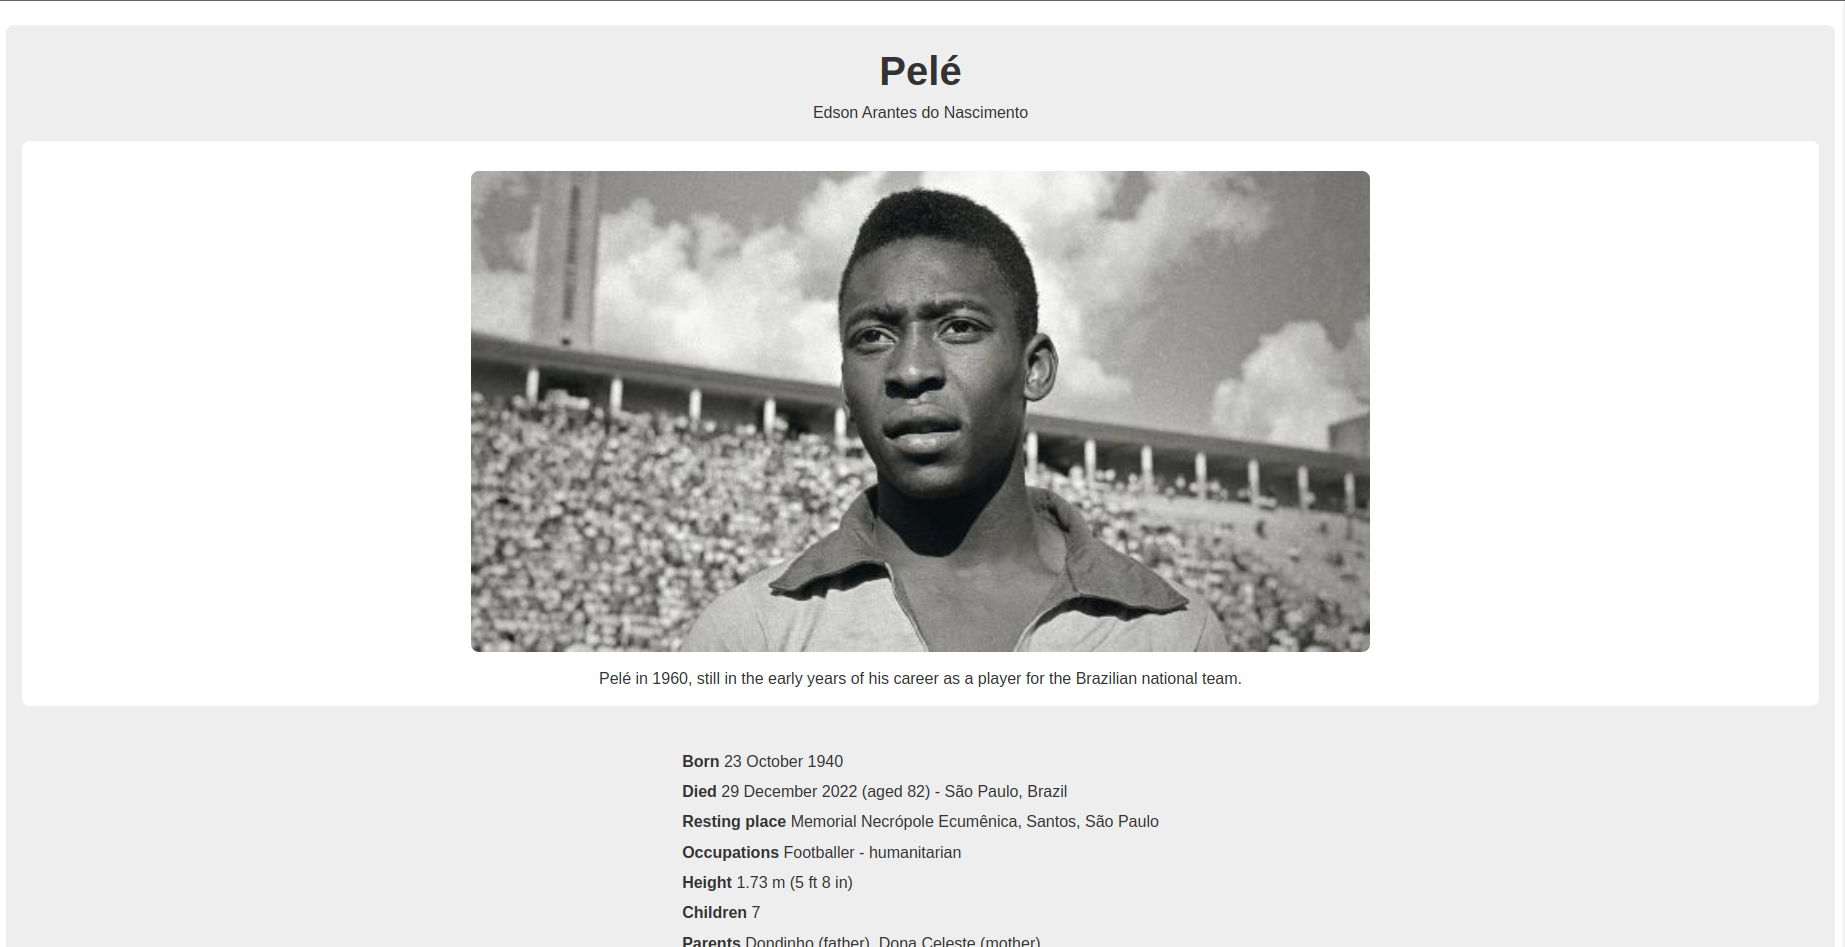 Pelé
Edson Arantes do Nascimento
Pelé in 1960, still in the early years of his career as a player for the Brazilian national team.
Born 23 October 1940
Died 29 December 2022 (aged 82) - São Paulo, Brazil
Resting place Memorial Necrópole Ecumênica, Santos, São Paulo
Occupations Footballer - humanitarian
Height 1.73 m (5 ft 8 in)
Children 7
Parents Dondinho (father), Dona Celeste (mother)